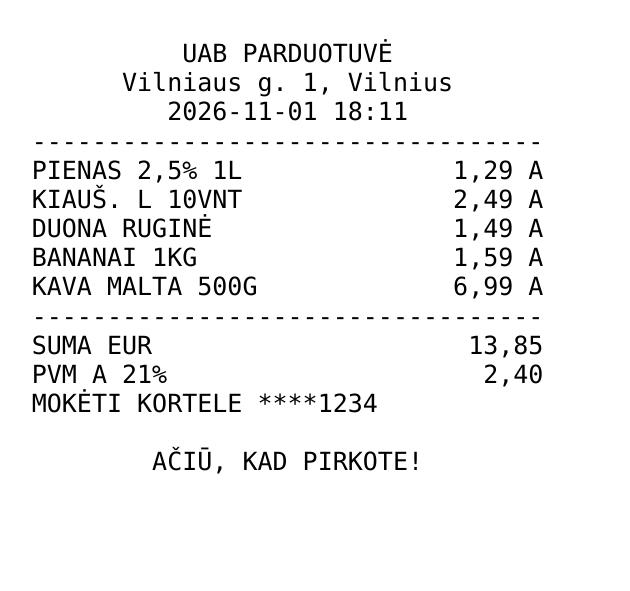 UAB PARDUOTUVĖ
Vilniaus g. 1, Vilnius
2026-11-01 18:11
----------------------------------
PIENAS 2,5% 1L 1,29 A
KIAUŠ. L 10VNT 2,49 A
DUONA RUGINĖ 1,49 A
BANANAI 1KG 1,59 A
KAVA MALTA 500G 6,99 A
----------------------------------
SUMA EUR 13,85
PVM A 21% 2,40
MOKĖTI KORTELE ****1234
AČIŪ, KAD PIRKOTE!